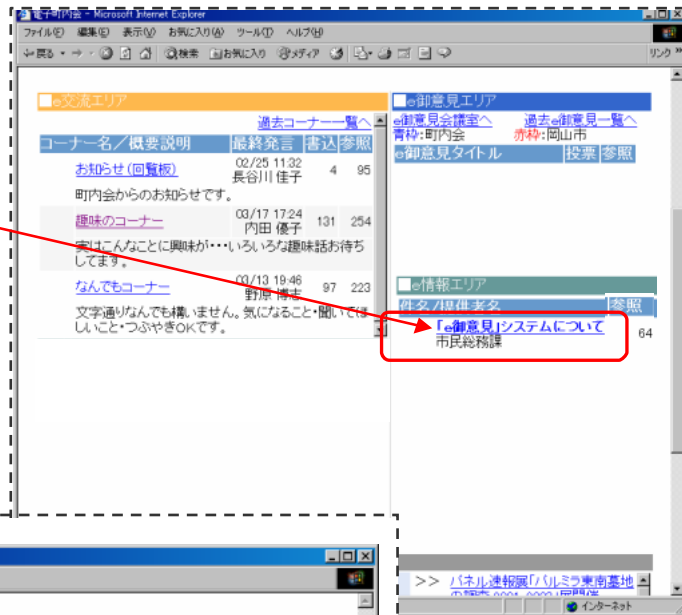 電子町内会 - Microsoft Internet Explorer
ファイル(F) 編集(E) 表示(V) お気に入り(A) ツール(T) ヘルプ(H)
戻る 検索 お気に入り メディア リンク
■e交流エリア
過去コーナー一覧へ
コーナー名／概要説明 最終発言 書込 参照
お知らせ(回覧板) 02/25 11:32 長谷川 佳子 4 95
町内会からのお知らせです。
趣味のコーナー 03/17 17:24 内田 優子 131 254
実はこんなことに興味が・・・いろいろな趣味話お待ち
してます。
なんでもコーナー 03/13 19:46 野原 博志 97 223
文字通りなんでも構いません。気になること・聞いてほ
しいこと・つぶやきOKです。
■e御意見エリア
e御意見会議室へ 過去e御意見一覧へ
青枠:町内会 赤枠:岡山市
e御意見タイトル 投票 参照
■e情報エリア
件名/提供者名 参照
「e御意見」システムについて 64
市民総務課
>> パネル速報展「パルミラ東南墓地
インターネット